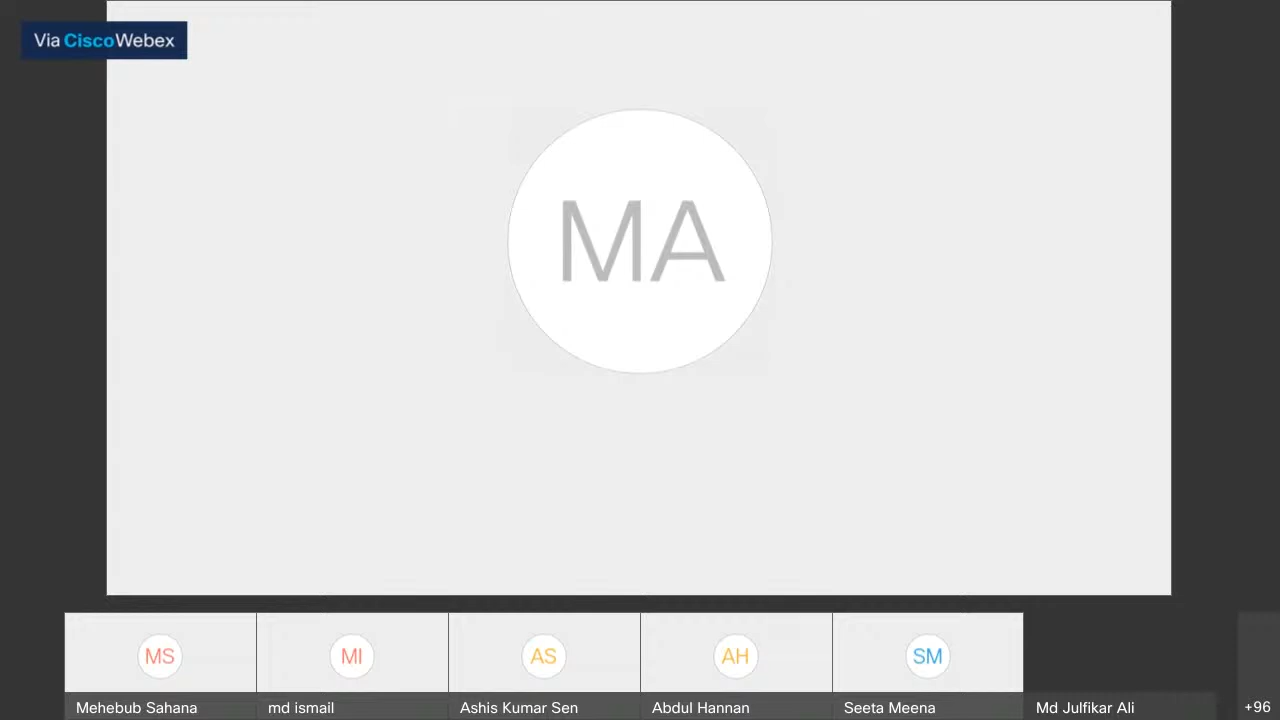 Via CiscoWebex
MA
MS
MI
AS
AH
SM
Mehebub Sahana
md ismail
Ashis Kumar Sen
Abdul Hannan
Seeta Meena
Md Julfikar Ali
+96